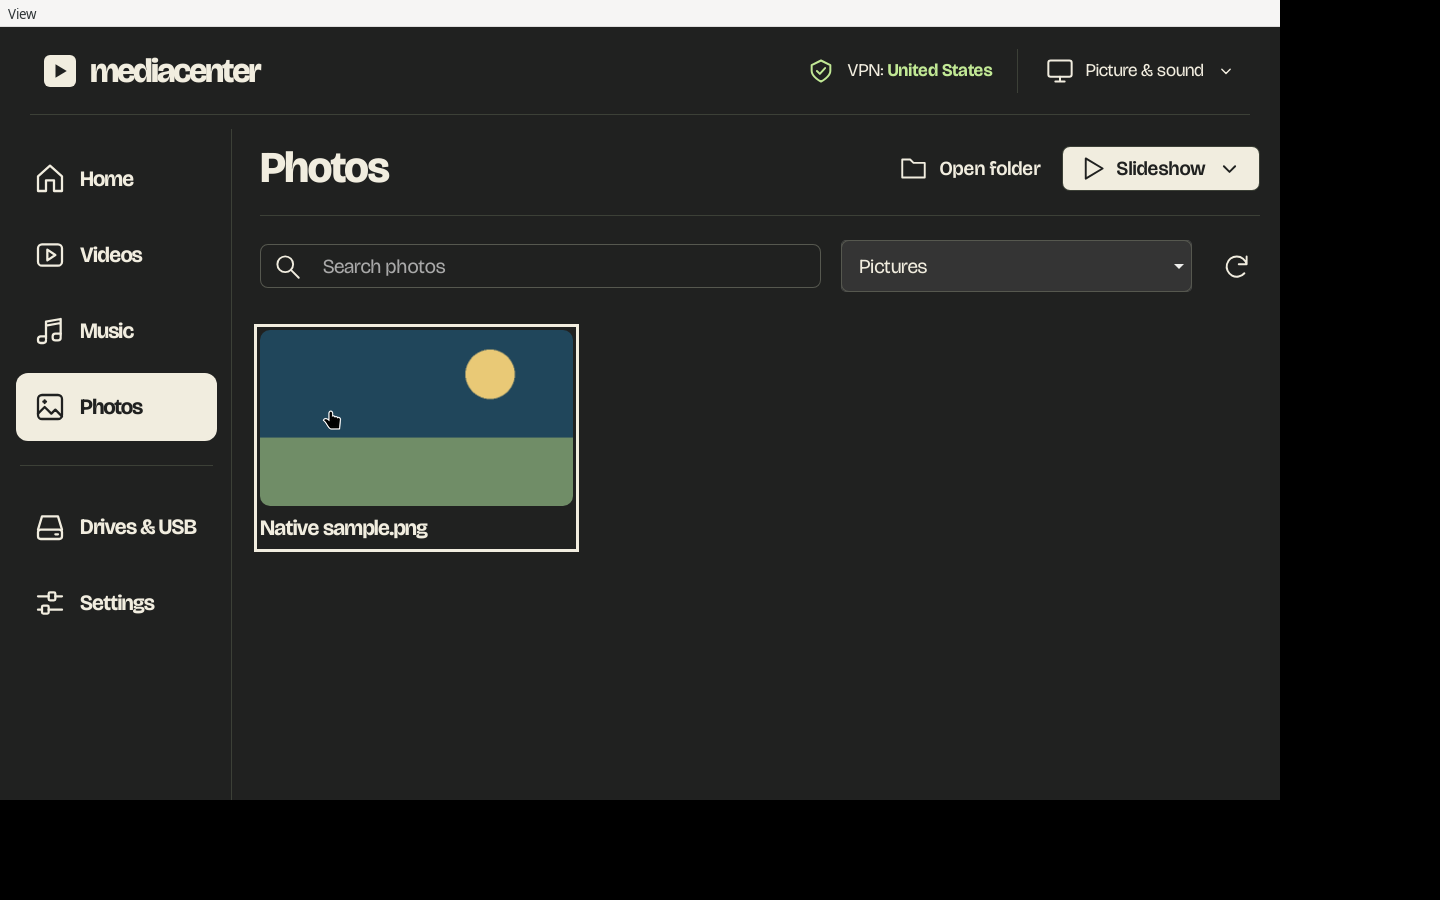 View
mediacenter
VPN: United States
Picture & sound
Home
Videos
Music
Photos
Drives & USB
Settings
Photos
Open folder
Slideshow
Search photos
Pictures
Native sample.png